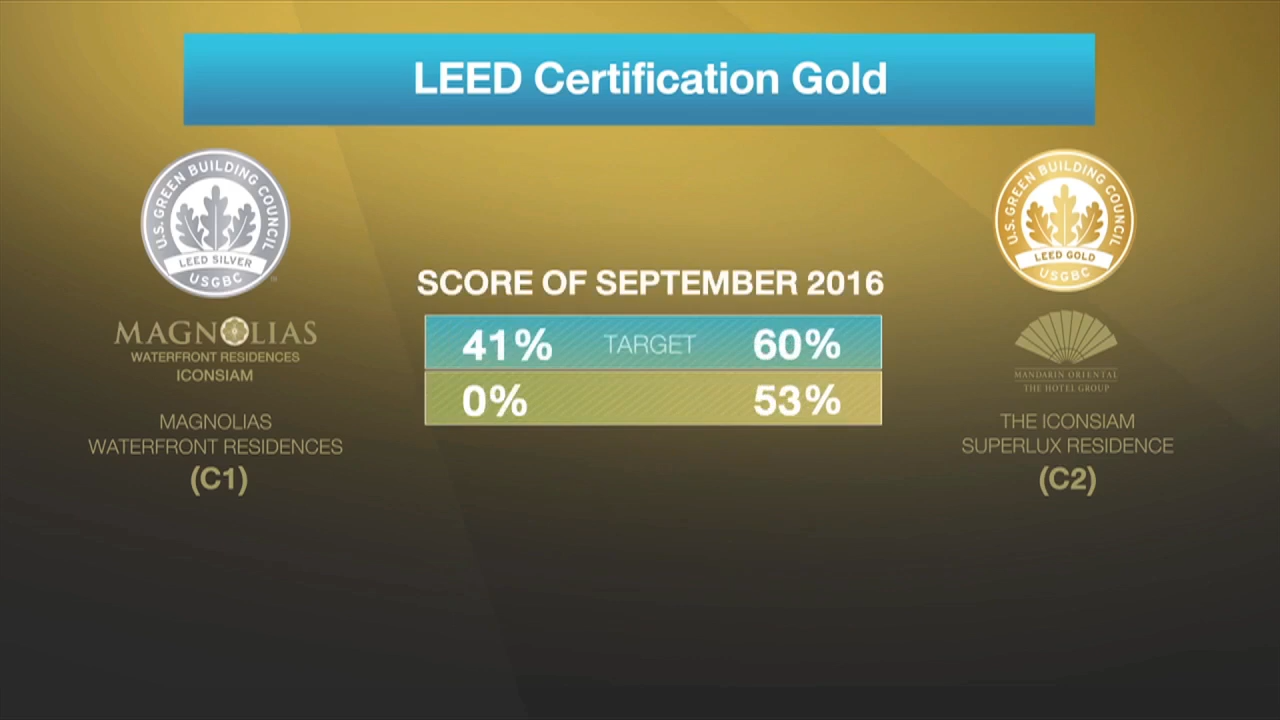 LEED Certification Gold
U.S. GREEN BUILDING COUNCIL
LEED SILVER
USGBC
MAGNOLIAS
WATERFRONT RESIDENCES
ICONSIAM
MAGNOLIAS
WATERFRONT RESIDENCES
(C1)
SCORE OF SEPTEMBER 2016
41% TARGET 60%
0% 53%
U.S. GREEN BUILDING COUNCIL
LEED GOLD
USGBC
MANDARIN ORIENTAL
THE HOTEL GROUP
THE ICONSIAM
SUPERLUX RESIDENCE
(C2)